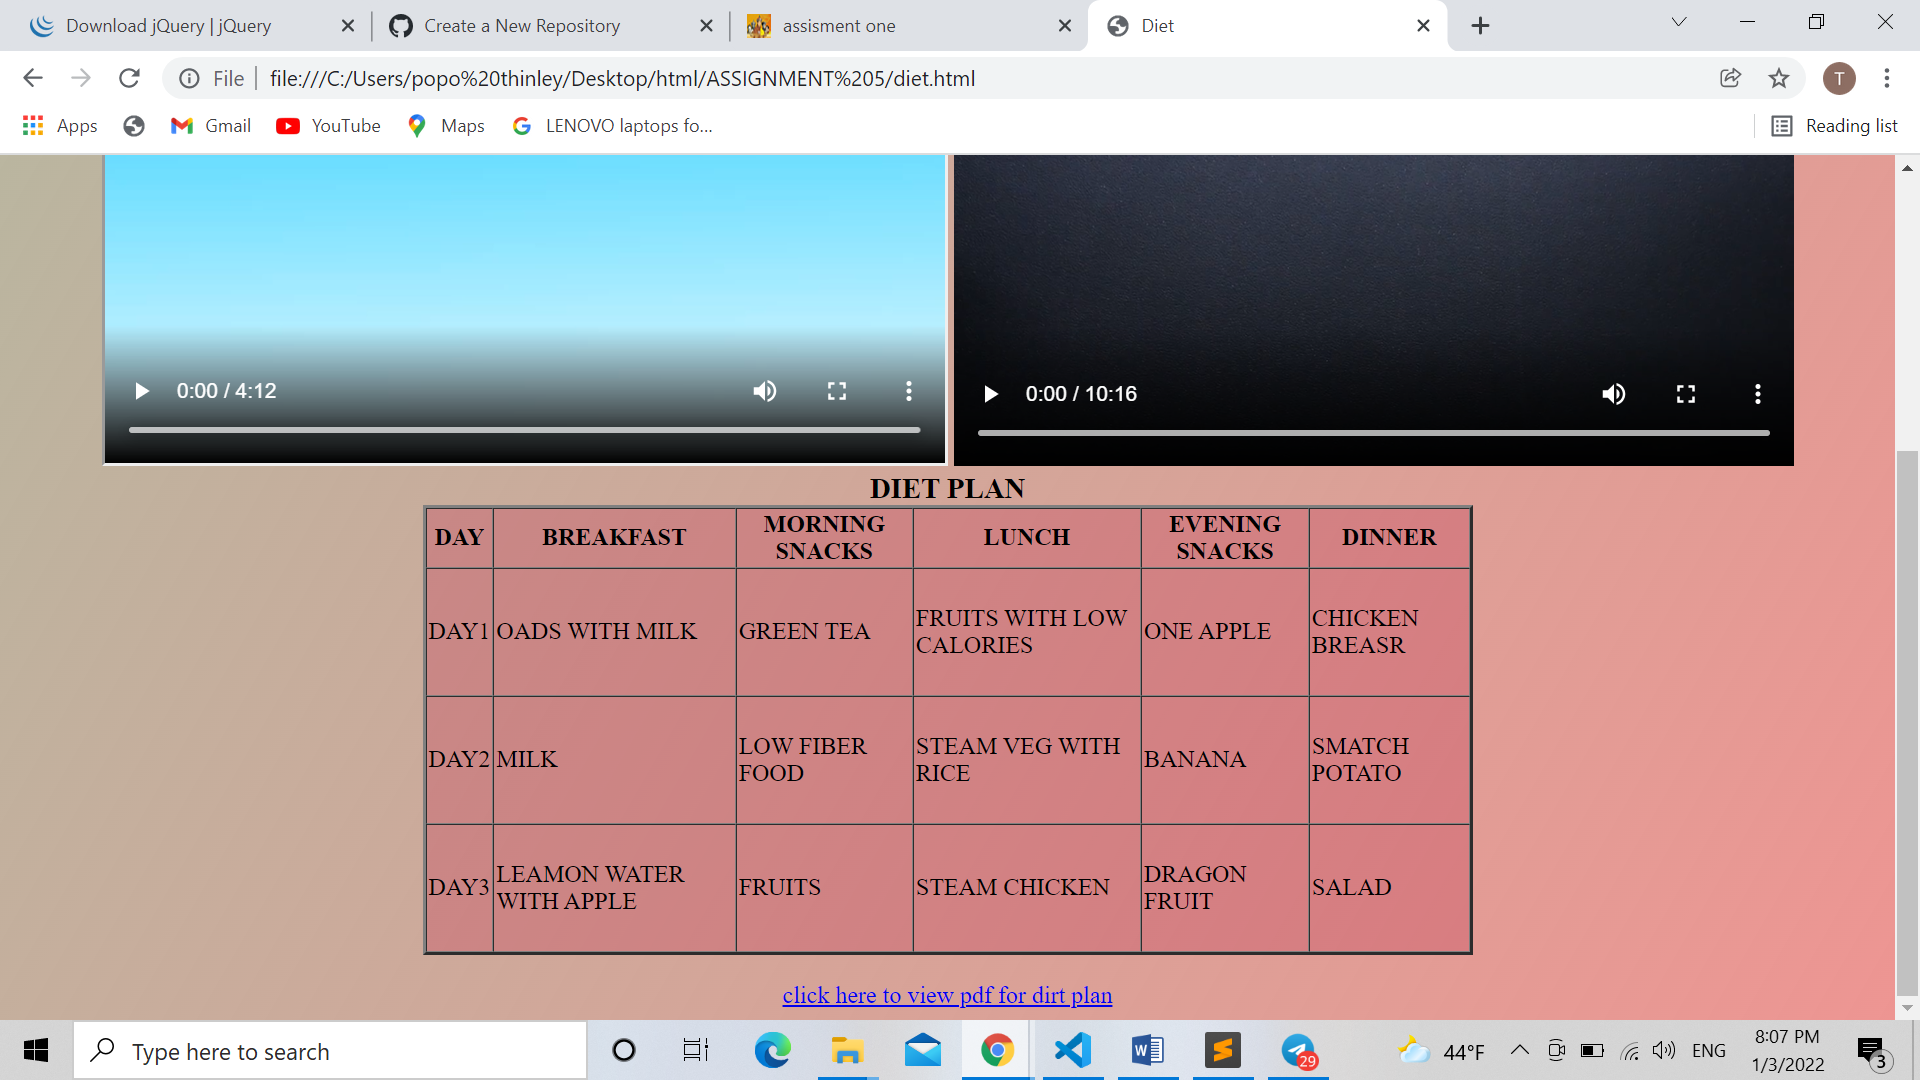 Download jQuery | jQuery
Create a New Repository
assisment one
Diet
File
file:///C:/Users/popo%20thinley/Desktop/html/ASSIGNMENT%205/diet.html
T
Apps
Gmail
YouTube
Maps
LENOVO laptops fo...
Reading list
0:00 / 4:12
0:00 / 10:16
DIET PLAN
DAY
BREAKFAST
MORNING
SNACKS
LUNCH
EVENING
SNACKS
DINNER
DAY1
OADS WITH MILK
GREEN TEA
FRUITS WITH LOW
CALORIES
ONE APPLE
CHICKEN
BREASR
DAY2
MILK
LOW FIBER
FOOD
STEAM VEG WITH
RICE
BANANA
SMATCH
POTATO
DAY3
LEAMON WATER
WITH APPLE
FRUITS
STEAM CHICKEN
DRAGON
FRUIT
SALAD
click here to view pdf for dirt plan
Type here to search
29
44°F
ENG
8:07 PM
1/3/2022
3